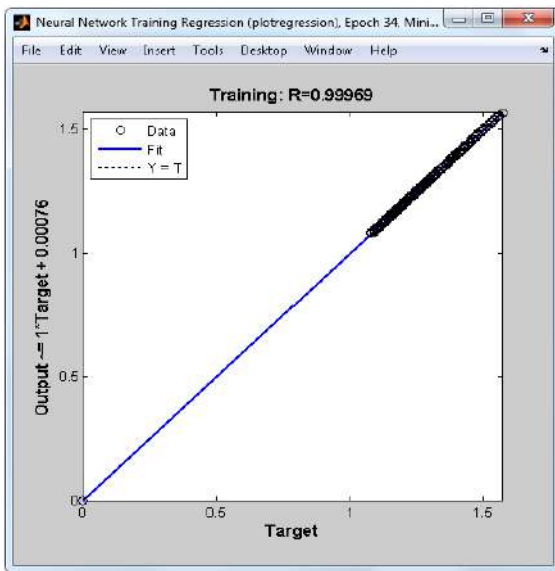 Neural Network Training Regression (plotregression), Epoch 34, Mini...
File Edit View Insert Tools Desktop Window Help
Training: R=0.99969
Data
Fit
Y = T
Output ~= 1*Target + 0.00076
1.5
1
0.5
0
0 0.5 1 1.5
Target